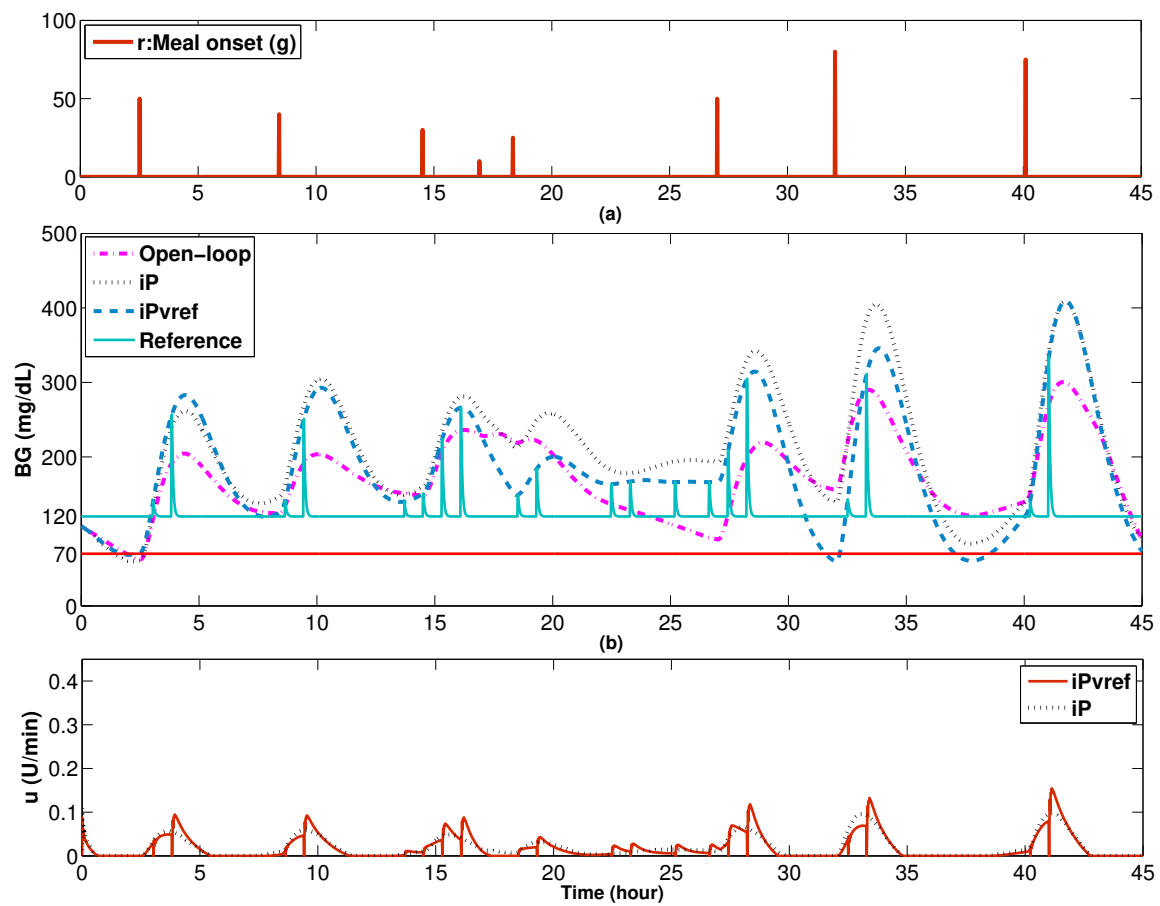 100
50
0
r:Meal onset (g)
0 5 10 15 20 25 30 35 40 45
(a)
500
400
300
200
120
70
0
BG (mg/dL)
Open-loop
iP
iPvref
Reference
0 5 10 15 20 25 30 35 40 45
(b)
0.4
0.3
0.2
0.1
0
u (U/min)
iPvref
iP
0 5 10 15 20 25 30 35 40 45
Time (hour)